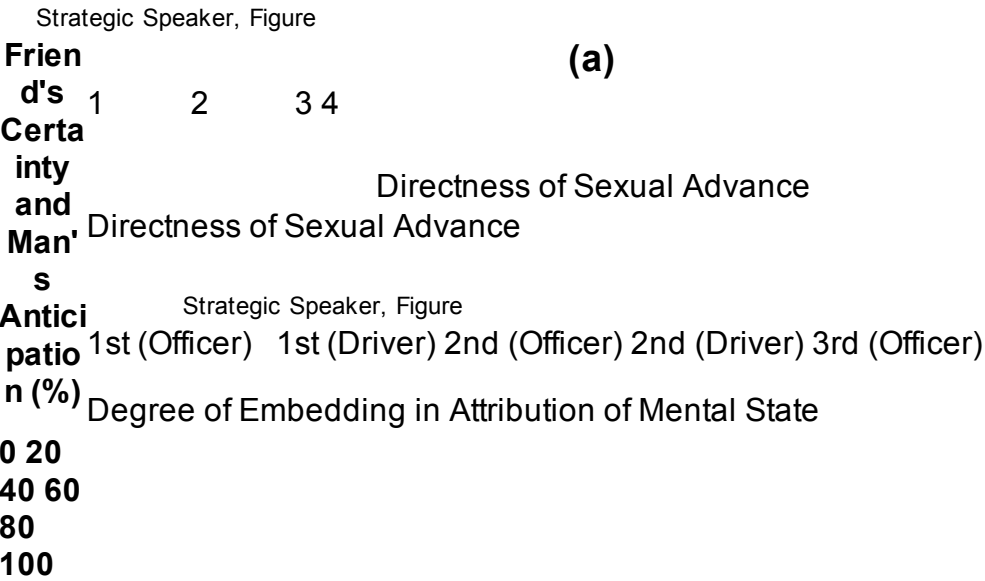 Strategic Speaker, Figure
Frien
d's
Certa
inty
and
Man'
s
Antici
patio
n (%)
0 20
40 60
80
100
(a)
1 2 3 4
Directness of Sexual Advance
Directness of Sexual Advance
Strategic Speaker, Figure
1st (Officer) 1st (Driver) 2nd (Officer) 2nd (Driver) 3rd (Officer)
Degree of Embedding in Attribution of Mental State